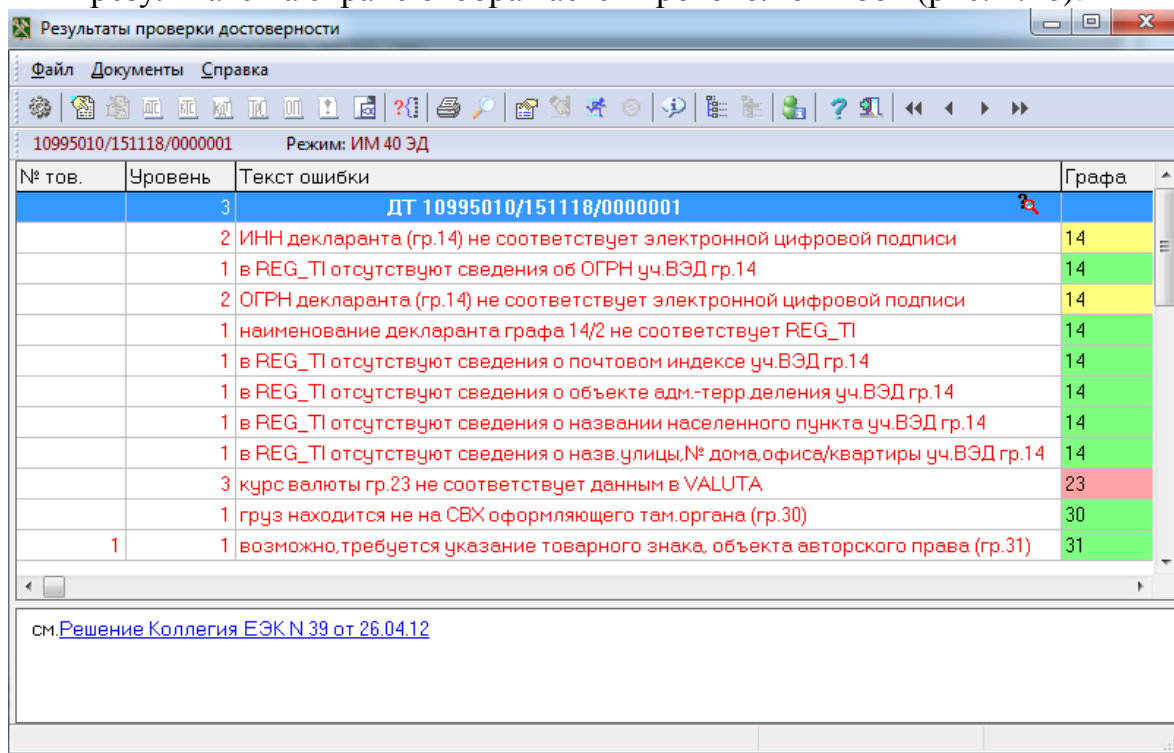 Результаты проверки достоверности
Файл Документы Справка
10995010/151118/0000001 Режим: ИМ 40 ЭД
№ тов. Уровень Текст ошибки Графа
3 ДТ 10995010/151118/0000001
2 ИНН декларанта (гр.14) не соответствует электронной цифровой подписи 14
1 в REG_TI отсутствуют сведения об ОГРН уч.ВЭД гр.14 14
2 ОГРН декларанта (гр.14) не соответствует электронной цифровой подписи 14
1 наименование декларанта графа 14/2 не соответствует REG_TI 14
1 в REG_TI отсутствуют сведения о почтовом индексе уч.ВЭД гр.14 14
1 в REG_TI отсутствуют сведения о объекте адм.-терр.деления уч.ВЭД гр.14 14
1 в REG_TI отсутствуют сведения о названии населенного пункта уч.ВЭД гр.14 14
1 в REG_TI отсутствуют сведения о назв.улицы,№ дома,офиса/квартиры уч.ВЭД гр.14 14
3 курс валюты гр.23 не соответствует данным в VALUTA 23
1 груз находится не на СВХ оформляющего там.органа (гр.30) 30
1 1 возможно,требуется указание товарного знака, объекта авторского права (гр.31) 31
см.Решение Коллегия ЕЭК N 39 от 26.04.12